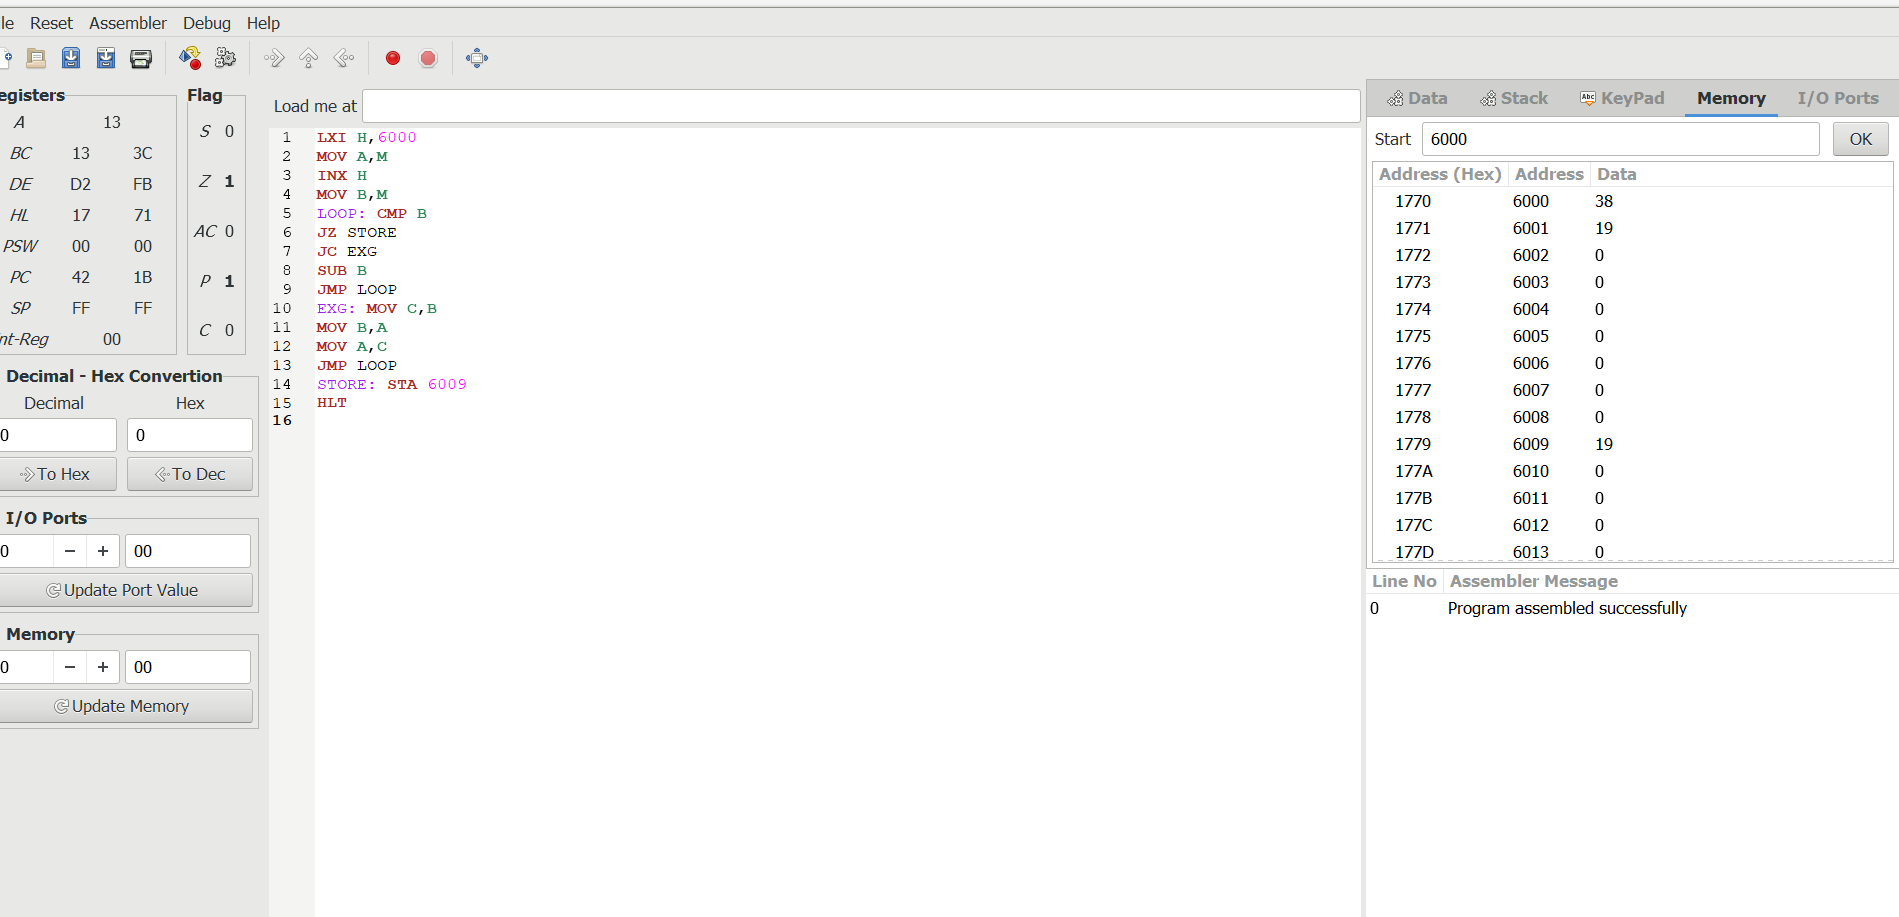 le Reset Assembler Debug Help
egisters
A 13
BC 13 3C
DE D2 FB
HL 17 71
PSW 00 00
PC 42 1B
SP FF FF
nt-Reg 00
Flag
S 0
Z 1
AC 0
P 1
C 0
Decimal - Hex Convertion
Decimal Hex
0 0
To Hex To Dec
I/O Ports
0 − + 00
Update Port Value
Memory
0 − + 00
Update Memory
Load me at
1 LXI H,6000
2 MOV A,M
3 INX H
4 MOV B,M
5 LOOP: CMP B
6 JZ STORE
7 JC EXG
8 SUB B
9 JMP LOOP
10 EXG: MOV C,B
11 MOV B,A
12 MOV A,C
13 JMP LOOP
14 STORE: STA 6009
15 HLT
16
Data Stack Abc KeyPad Memory I/O Ports
Start 6000 OK
Address (Hex) Address Data
1770 6000 38
1771 6001 19
1772 6002 0
1773 6003 0
1774 6004 0
1775 6005 0
1776 6006 0
1777 6007 0
1778 6008 0
1779 6009 19
177A 6010 0
177B 6011 0
177C 6012 0
177D 6013 0
Line No Assembler Message
0 Program assembled successfully